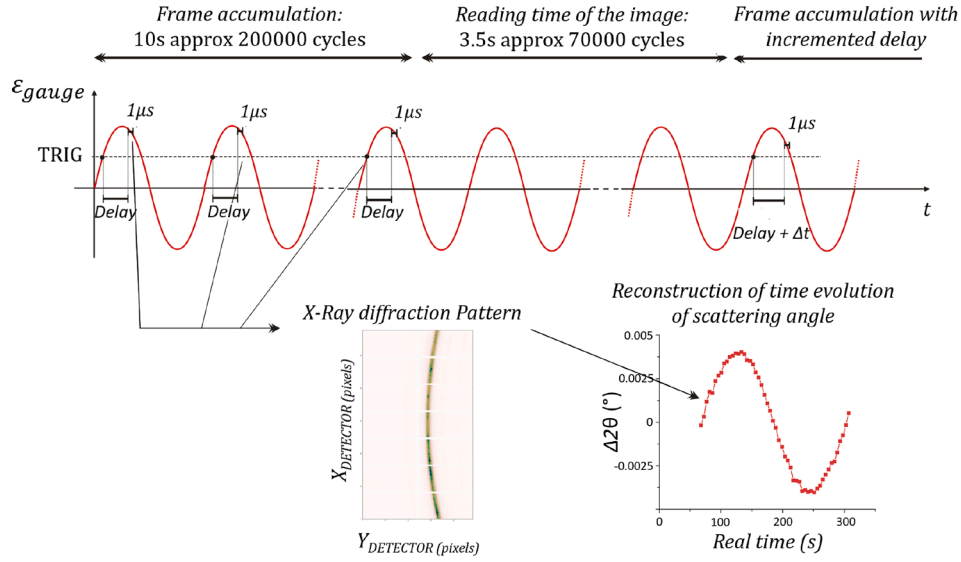 Frame accumulation:
10s approx 200000 cycles
Reading time of the image:
3.5s approx 70000 cycles
Frame accumulation with
incremented delay
εgauge
1μs
1μs
1μs
1μs
TRIG
Delay
Delay
Delay
Delay + Δt
t
X-Ray diffraction Pattern
XDETECTOR (pixels)
YDETECTOR (pixels)
Reconstruction of time evolution
of scattering angle
0.005
0.0025
0
-0.0025
Δ2θ (°)
0
100
200
300
Real time (s)